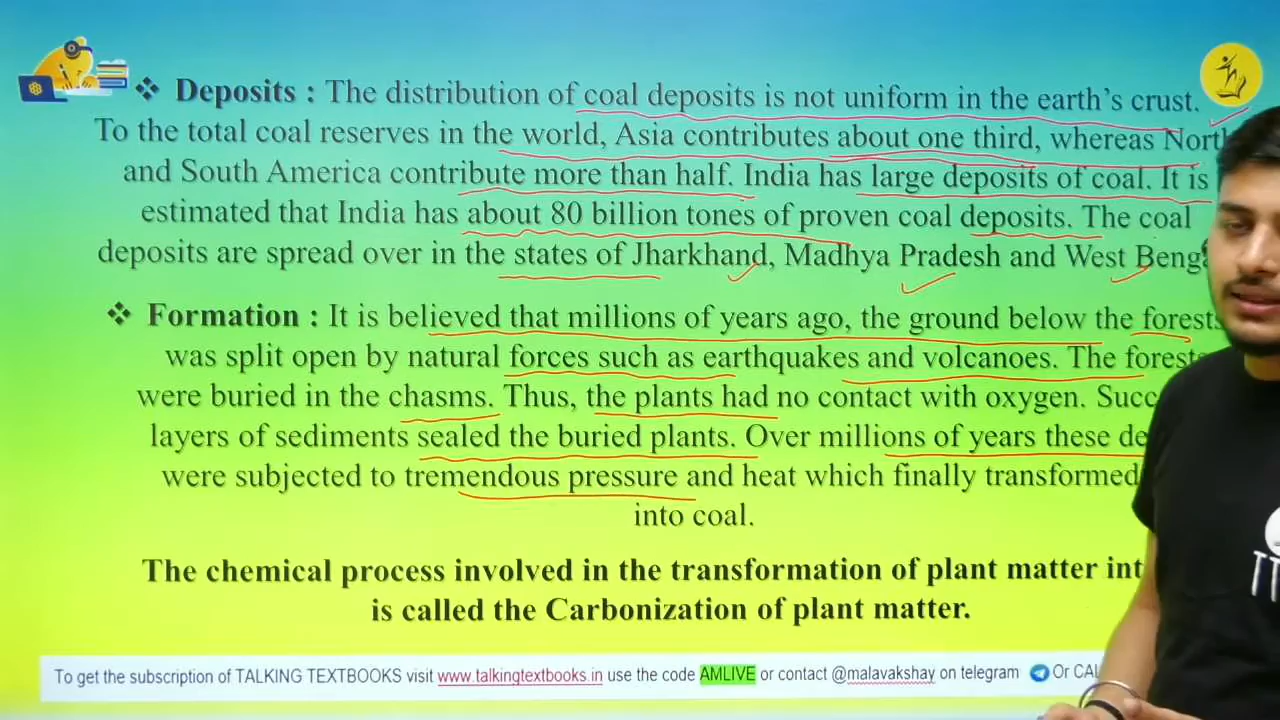 ❖ Deposits : The distribution of coal deposits is not uniform in the earth's crust.
To the total coal reserves in the world, Asia contributes about one third, whereas North
and South America contribute more than half. India has large deposits of coal. It is
estimated that India has about 80 billion tones of proven coal deposits. The coal
deposits are spread over in the states of Jharkhand, Madhya Pradesh and West
❖ Formation : It is believed that millions of years ago, the ground below the forests
was split open by natural forces such as earthquakes and volcanoes. The forests
were buried in the chasms. Thus, the plants had no contact with oxygen.
layers of sediments sealed the buried plants. Over millions of years these
were subjected to tremendous pressure and heat which finally transformed
into coal.
The chemical process involved in the transformation of plant matter
is called the Carbonization of plant matter.
To get the subscription of TALKING TEXTBOOKS visit www.talkingtextbooks.in use the code AMLIVE or contact @malavakshay on telegram Or